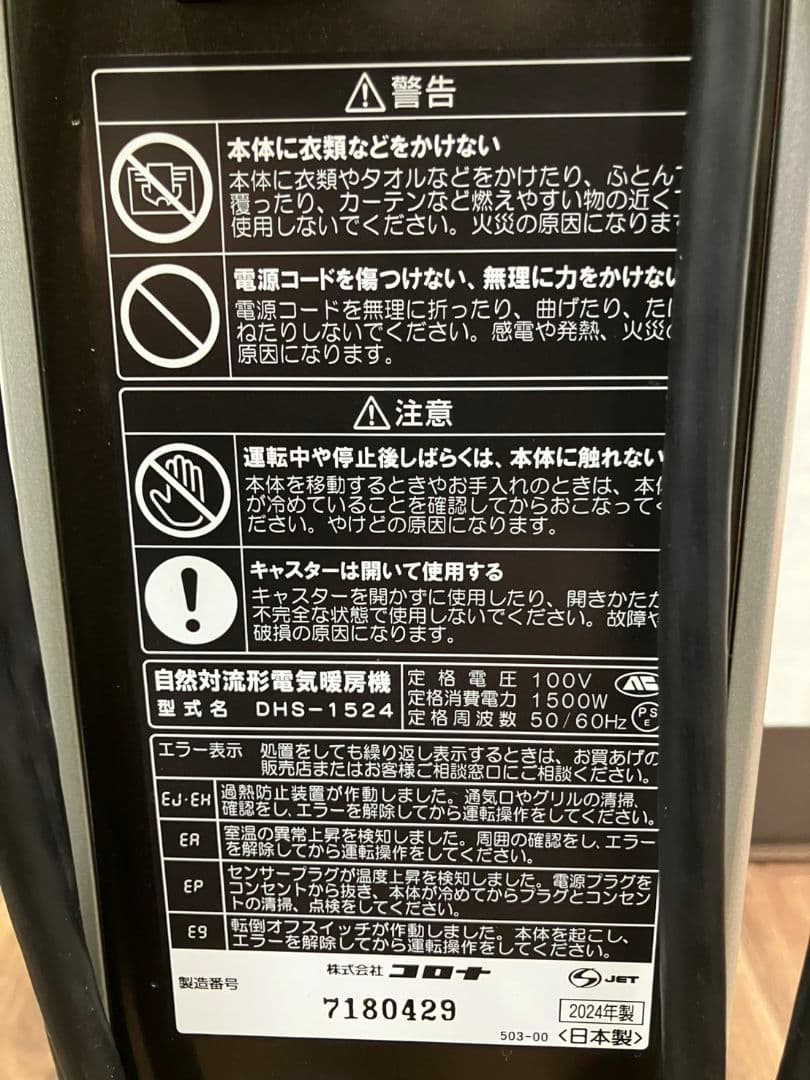 警告
本体に衣類などをかけない
本体に衣類やタオルなどをかけたり、ふとん
覆ったり、カーテンなど燃えやすい物の近く
使用しないでください。火災の原因になりま
電源コードを傷つけない、無理に力をかけな
電源コードを無理に折ったり、曲げたり、た
ねたりしないでください。感電や発熱、火災
原因になります。
注意
運転中や停止後しばらくは、本体に触れない
本体を移動するときやお手入れのときは、本
が冷めていることを確認してからおこなって
ださい。やけどの原因になります。
キャスターは開いて使用する
キャスターを開かずに使用したり、開きかた
不完全な状態で使用しないでください。故障や
破損の原因になります。
自然対流形電気暖房機
型式名 DHS-1524
定格電圧 100V
定格消費電力 1500W
定格周波数 50/60Hz
PSE
エラー表示 処置をしても繰り返し表示するときは、お買あげの
販売店またはお客様ご相談窓口にご相談ください。
EJ・EH 過熱防止装置が作動しました。通気口やグリルの清掃、
確認をし、エラーを解除してから運転操作をしてください。
EA 室温の異常上昇を検知しました。周囲の確認をし、エラー
を解除してから運転操作をしてください。
EP センサープラグが温度上昇を検知しました。電源プラグを
コンセントから抜き、本体が冷めてからプラグとコンセン
トの清掃、点検をしてください。
E9 転倒オフスイッチが作動しました。本体を起こし、
エラーを解除してから運転操作をしてください。
株式会社 コロナ
JET
製造番号
7180429
2024年製
503-00 <日本製>